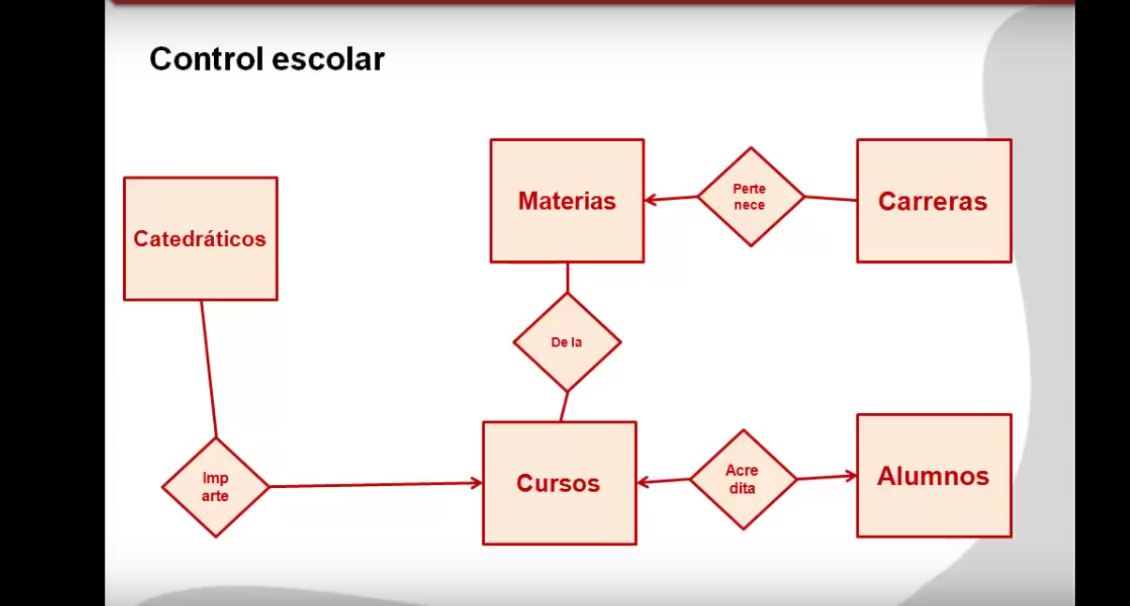 Control escolar
Materias
Perte
nece
Carreras
Catedráticos
De la
Imp
arte
Cursos
Acre
dita
Alumnos